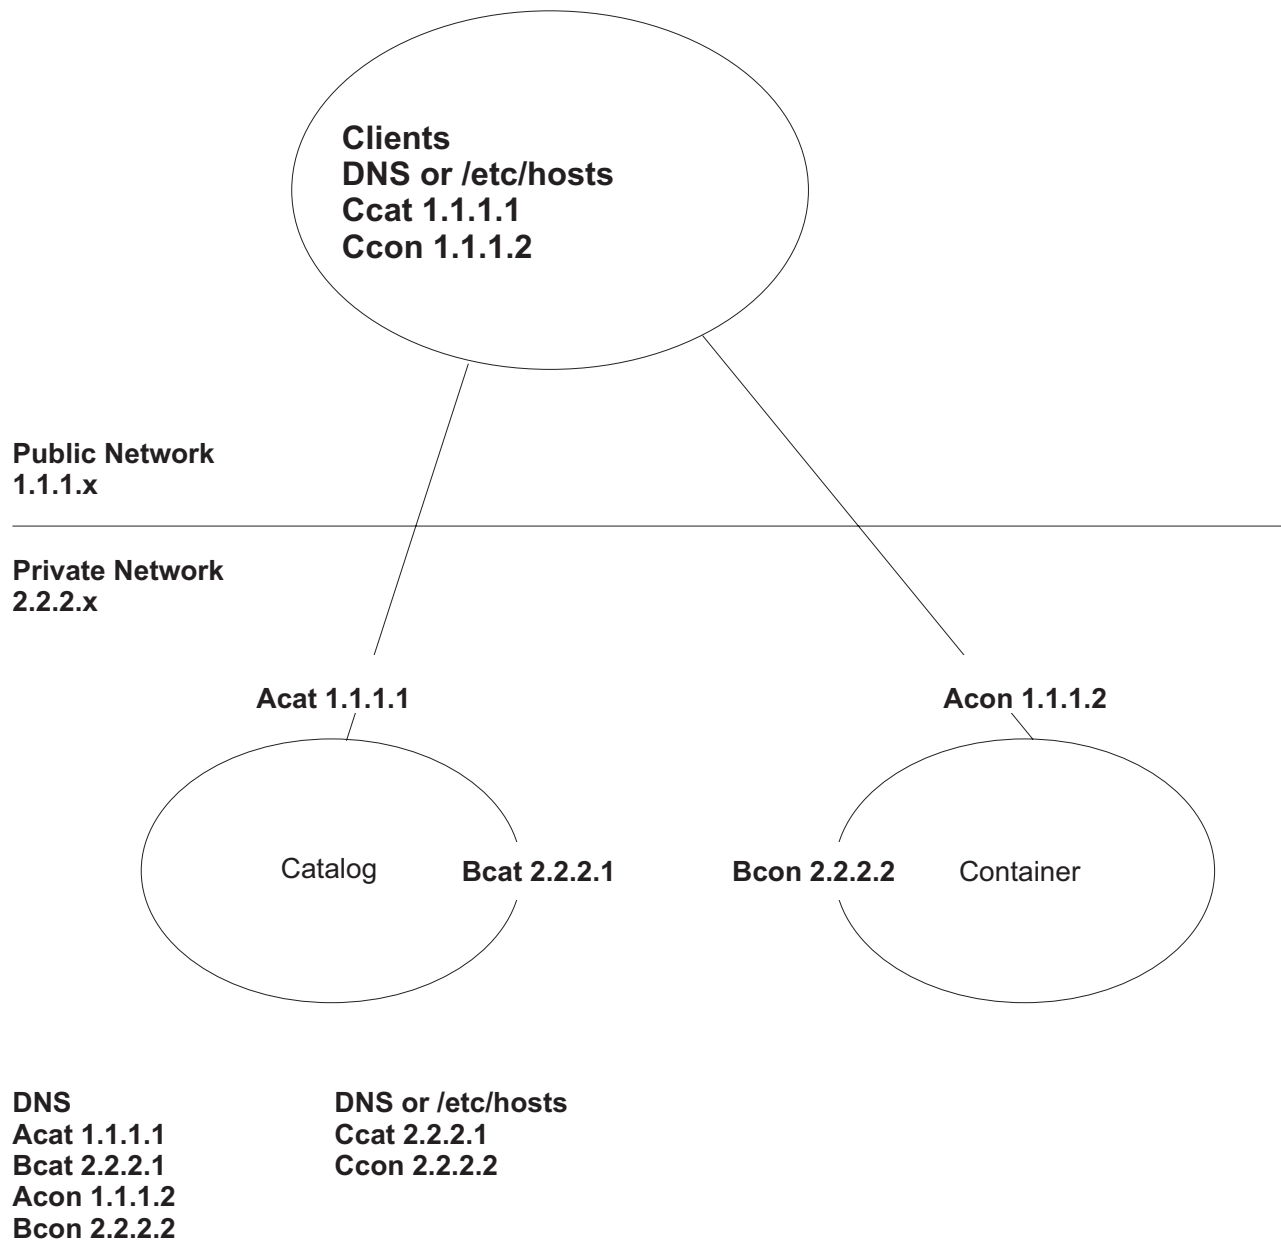 Clients
DNS or /etc/hosts
Ccat 1.1.1.1
Ccon 1.1.1.2
Public Network
1.1.1.x
Private Network
2.2.2.x
Acat 1.1.1.1
Acon 1.1.1.2
Catalog
Bcat 2.2.2.1
Bcon 2.2.2.2
Container
DNS
Acat 1.1.1.1
Bcat 2.2.2.1
Acon 1.1.1.2
Bcon 2.2.2.2
DNS or /etc/hosts
Ccat 2.2.2.1
Ccon 2.2.2.2